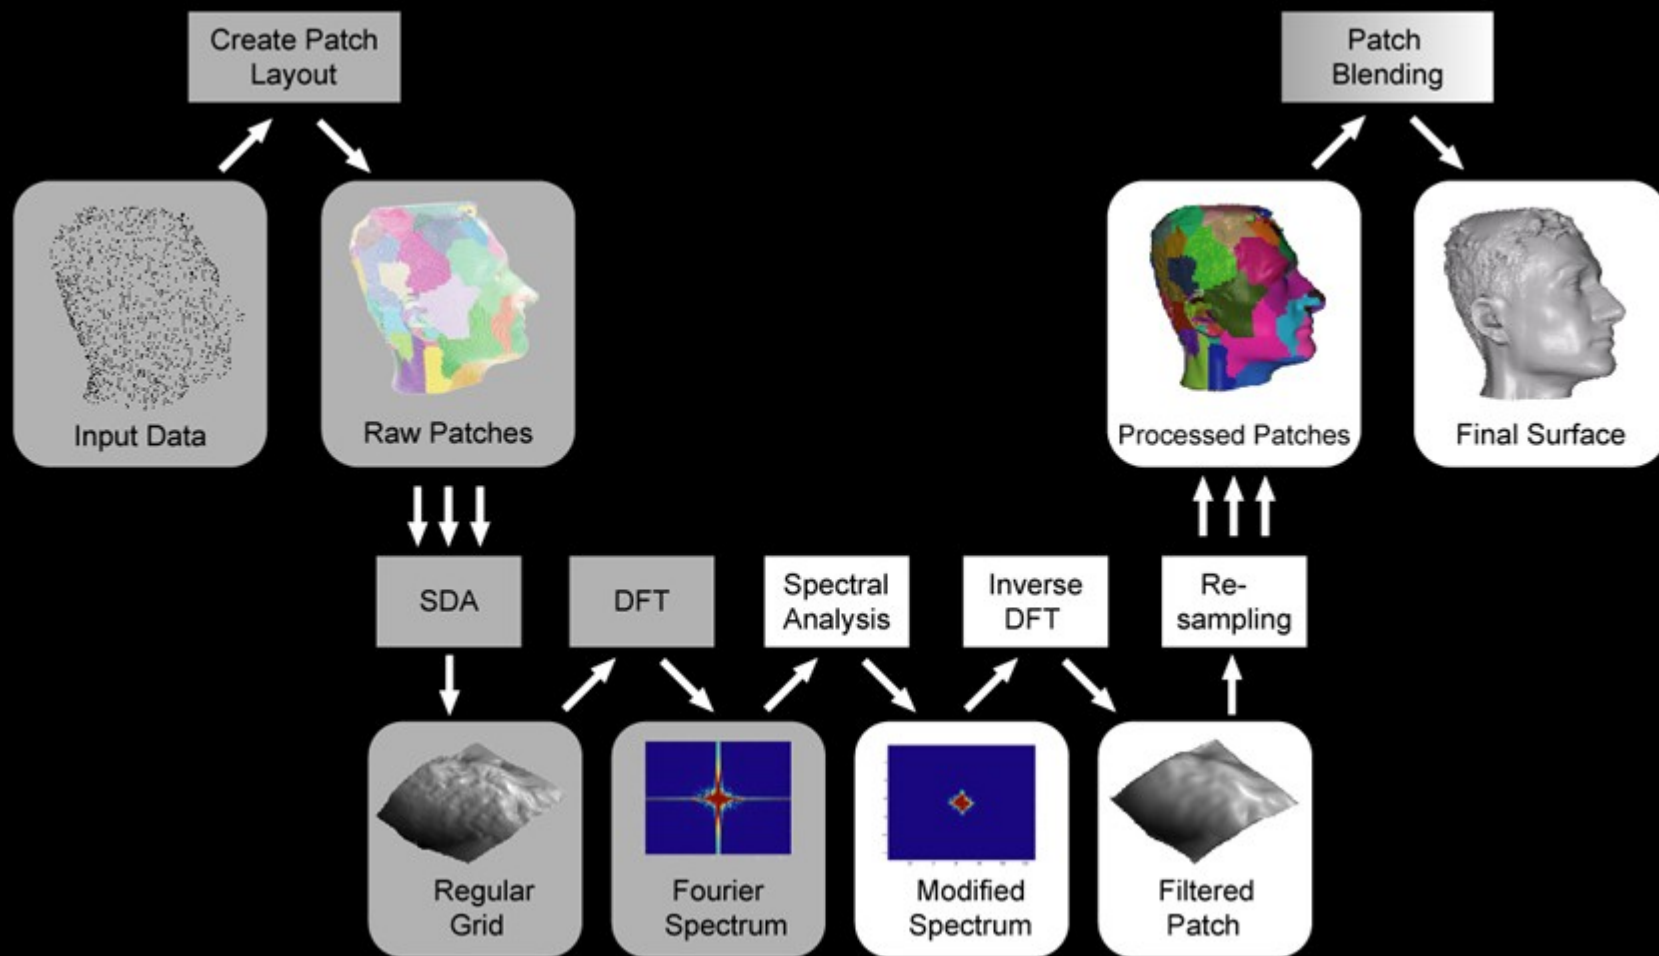 Create Patch
Layout
Patch
Blending
Input Data
Raw Patches
Processed Patches
Final Surface
SDA
DFT
Spectral
Analysis
Inverse
DFT
Re-
sampling
Regular
Grid
Fourier
Spectrum
Modified
Spectrum
Filtered
Patch